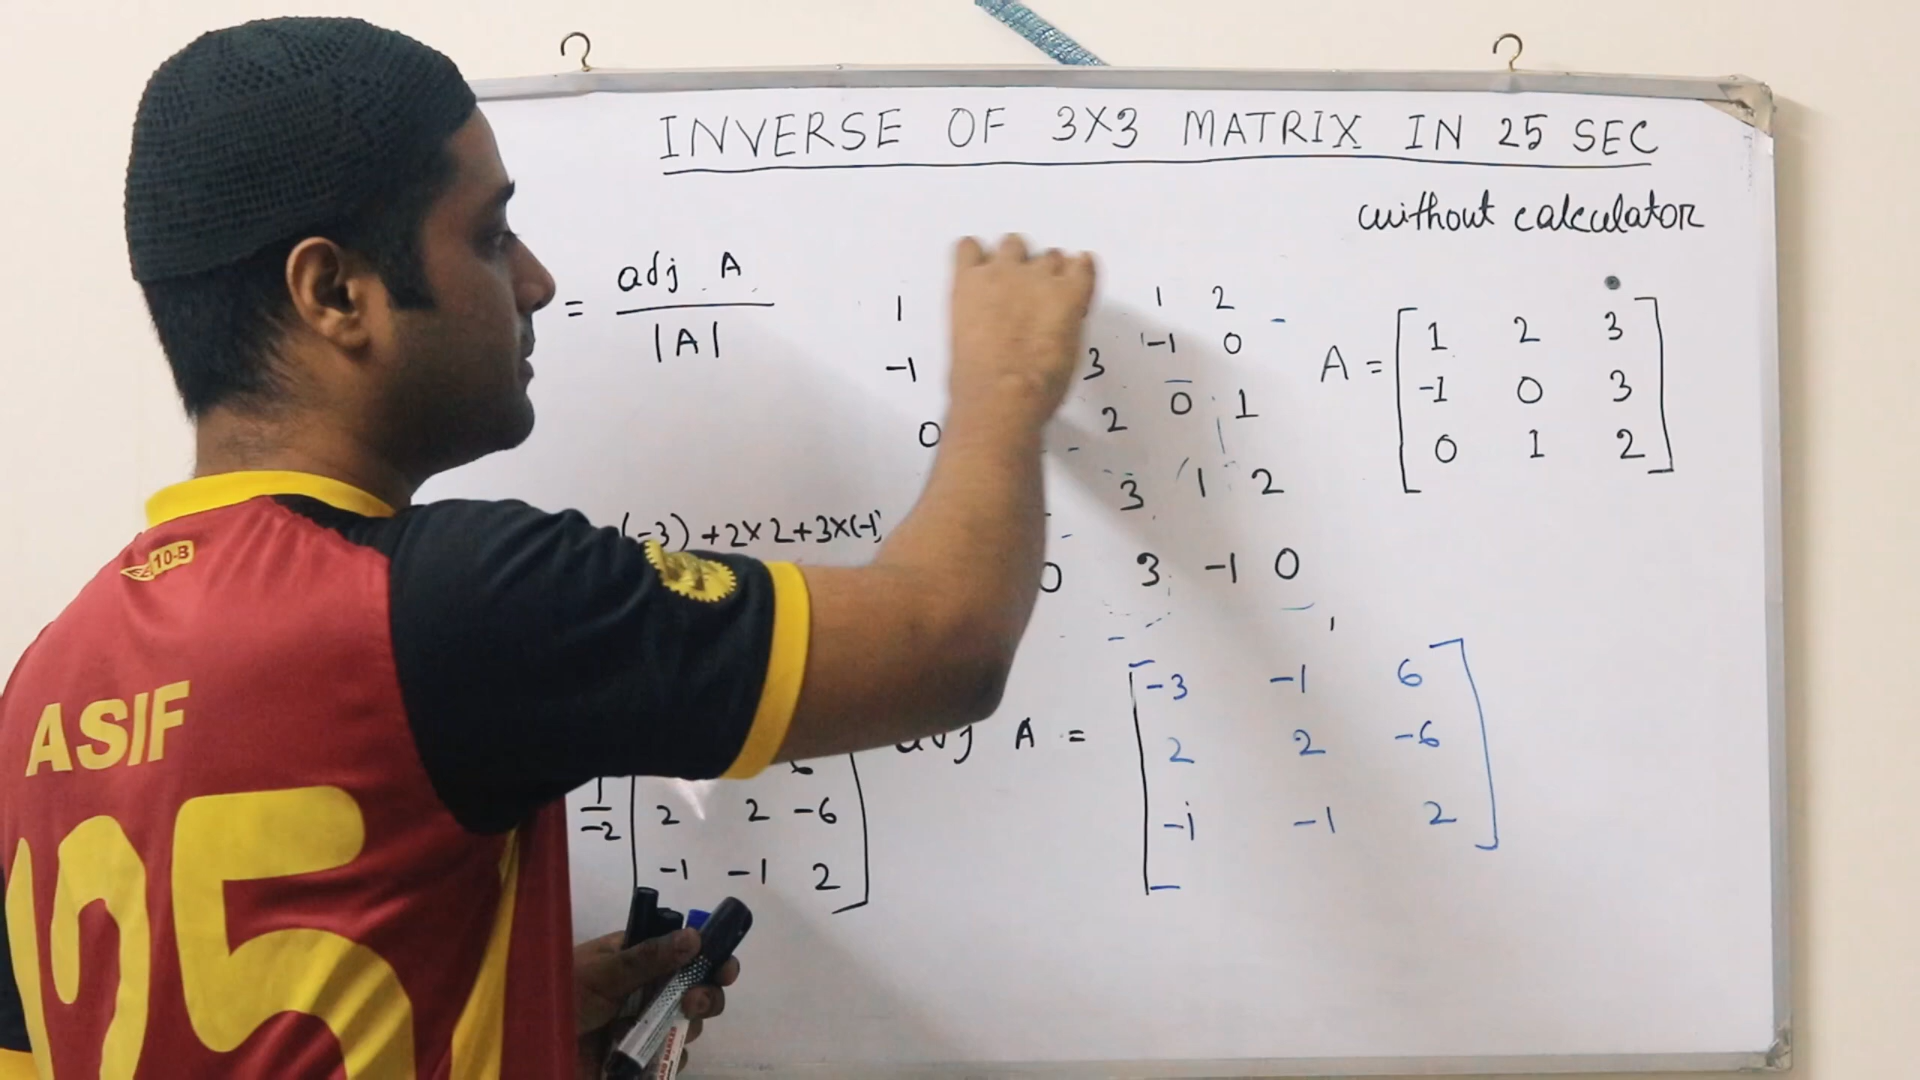 INVERSE OF 3X3 MATRIX IN 25 SEC
without calculator
= adj A
|A|
1 1 2
-1 3 -1 0
0 2 0 1
3 1 2
0 3 -1 0
A =
1 2 3
-1 0 3
0 1 2
(-3) + 2×2 + 3×(-1)
adj A =
-3 -1 6
2 2 -6
-1 -1 2
1
-2
6
2 2 -6
-1 -1 2
10-B
ASIF
125